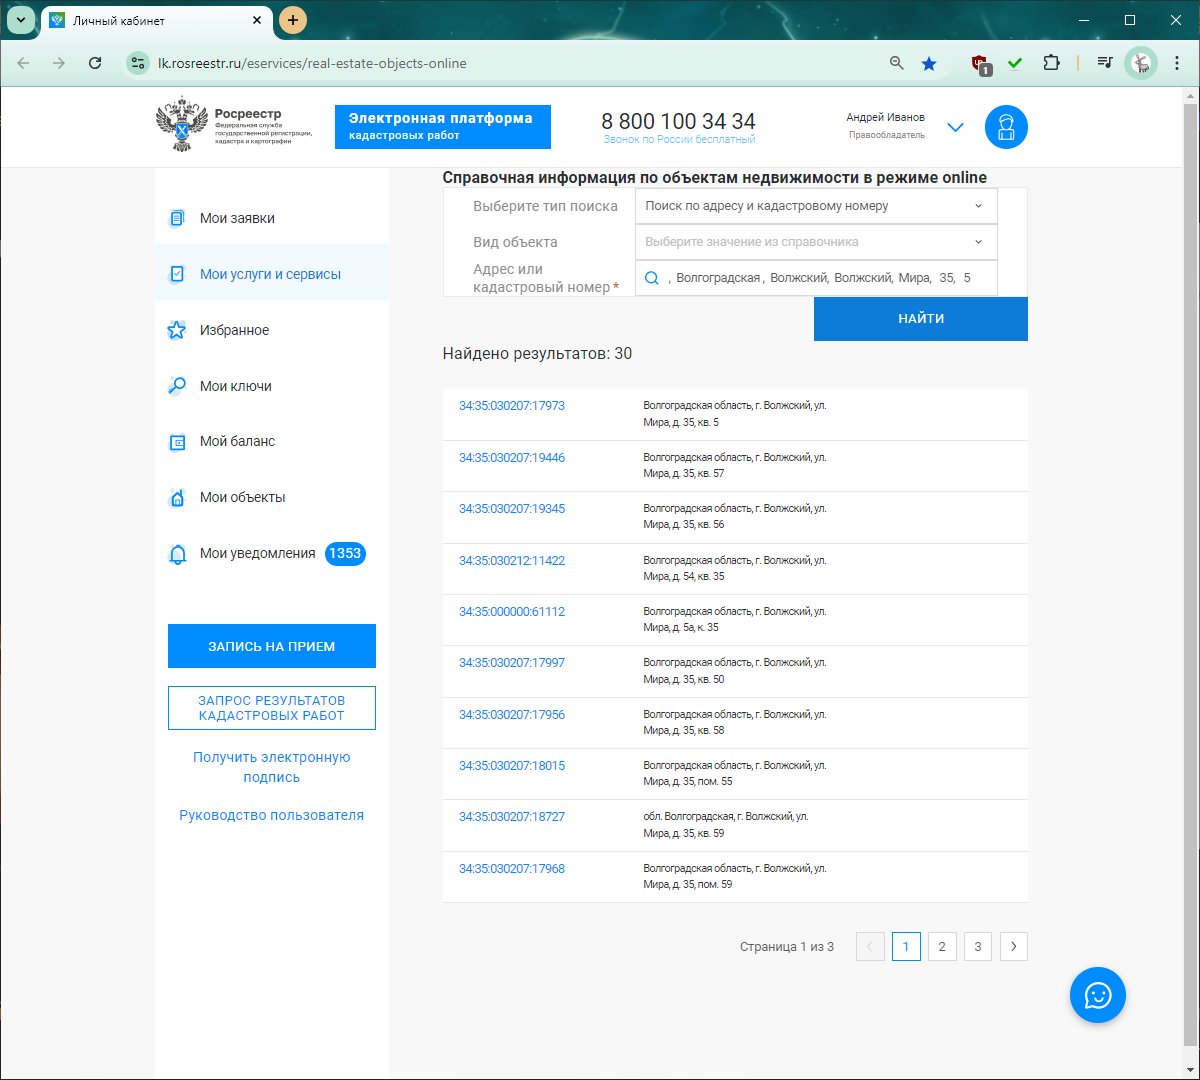 Личный кабинет
lk.rosreestr.ru/eservices/real-estate-objects-online
1
Росреестр
Федеральная служба
государственной регистрации,
кадастра и картографии
Электронная платформа
кадастровых работ
8 800 100 34 34
Звонок по России бесплатный
Андрей Иванов
Правообладатель
Мои заявки
Мои услуги и сервисы
Избранное
Мои ключи
Мой баланс
Мои объекты
Мои уведомления 1353
ЗАПИСЬ НА ПРИЕМ
ЗАПРОС РЕЗУЛЬТАТОВ
КАДАСТРОВЫХ РАБОТ
Получить электронную
подпись
Руководство пользователя
Справочная информация по объектам недвижимости в режиме online
Выберите тип поиска Поиск по адресу и кадастровому номеру
Вид объекта Выберите значение из справочника
Адрес или
кадастровый номер * , Волгоградская , Волжский, Волжский, Мира, 35, 5
НАЙТИ
Найдено результатов: 30
34:35:030207:17973 Волгоградская область, г. Волжский, ул.
Мира, д. 35, кв. 5
34:35:030207:19446 Волгоградская область, г. Волжский, ул.
Мира, д. 35, кв. 57
34:35:030207:19345 Волгоградская область, г. Волжский, ул.
Мира, д. 35, кв. 56
34:35:030212:11422 Волгоградская область, г. Волжский, ул.
Мира, д. 54, кв. 35
34:35:000000:61112 Волгоградская область, г. Волжский, ул.
Мира, д. 5а, к. 35
34:35:030207:17997 Волгоградская область, г. Волжский, ул.
Мира, д. 35, кв. 50
34:35:030207:17956 Волгоградская область, г. Волжский, ул.
Мира, д. 35, кв. 58
34:35:030207:18015 Волгоградская область, г. Волжский, ул.
Мира, д. 35, пом. 55
34:35:030207:18727 обл. Волгоградская, г. Волжский, ул.
Мира, д. 35, кв. 59
34:35:030207:17968 Волгоградская область, г. Волжский, ул.
Мира, д. 35, пом. 59
Страница 1 из 3 1 2 3